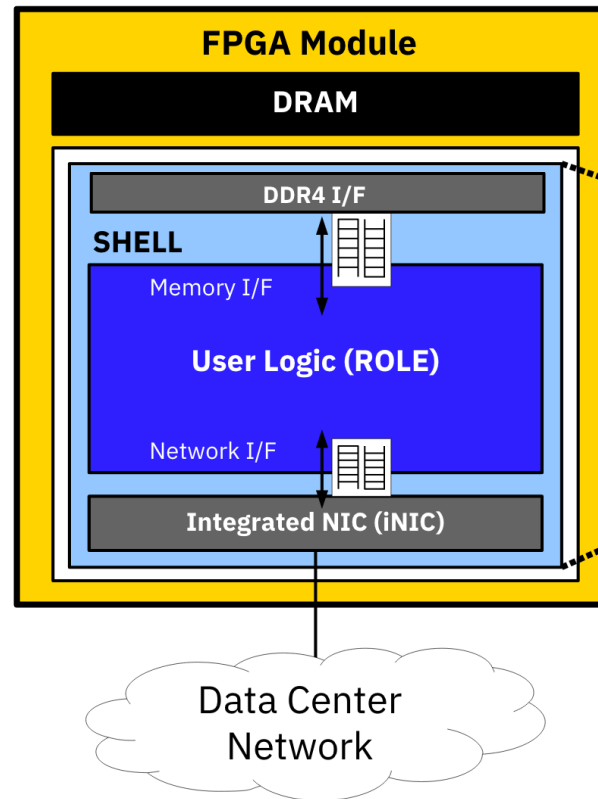 FPGA Module
DRAM
DDR4 I/F
SHELL
Memory I/F
User Logic (ROLE)
Network I/F
Integrated NIC (iNIC)
Data Center
Network